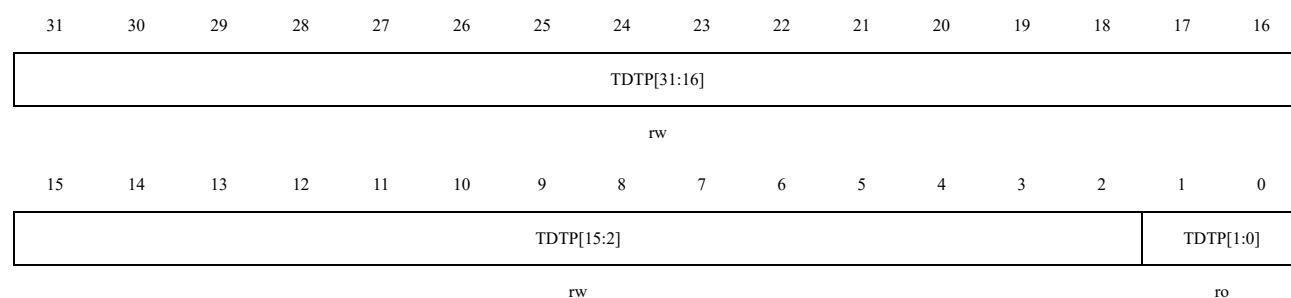 31 30 29 28 27 26 25 24 23 22 21 20 19 18 17 16
TDTP[31:16]
rw
15 14 13 12 11 10 9 8 7 6 5 4 3 2 1 0
TDTP[15:2] TDTP[1:0]
rw ro